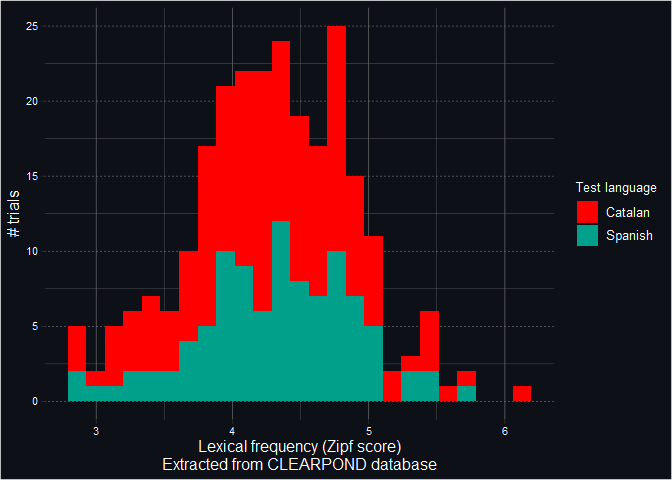 25
20
15
10
5
0
# trials
3 4 5 6
Lexical frequency (Zipf score)
Extracted from CLEARPOND database
Test language
Catalan
Spanish